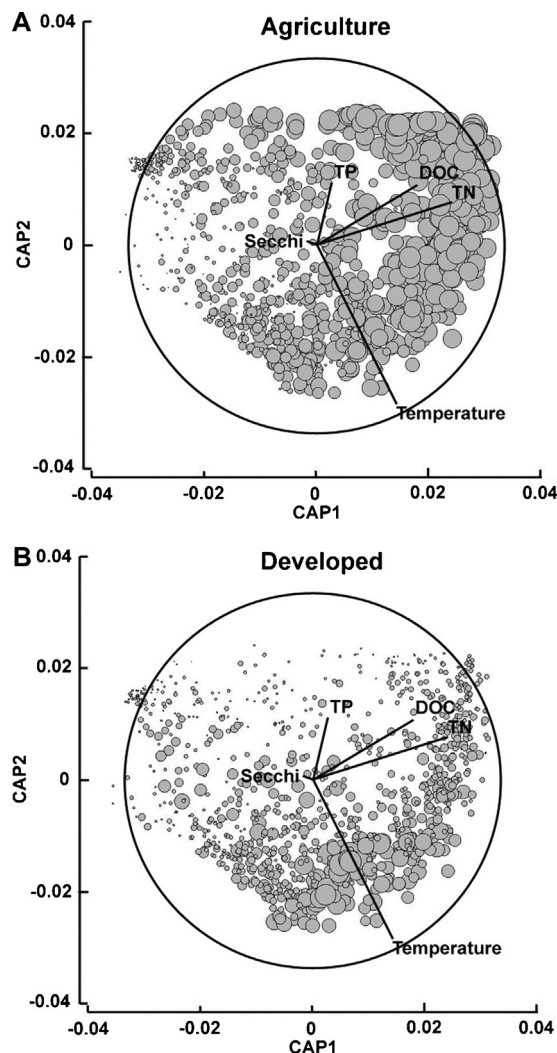 A
Agriculture
0.04
0.02
0
-0.02
-0.04
CAP2
TP
DOC
TN
Secchi
Temperature
-0.04 -0.02 0 0.02 0.04
CAP1
B
Developed
0.04
0.02
0
-0.02
-0.04
CAP2
TP
DOC
TN
Secchi
Temperature
-0.04 -0.02 0 0.02 0.04
CAP1